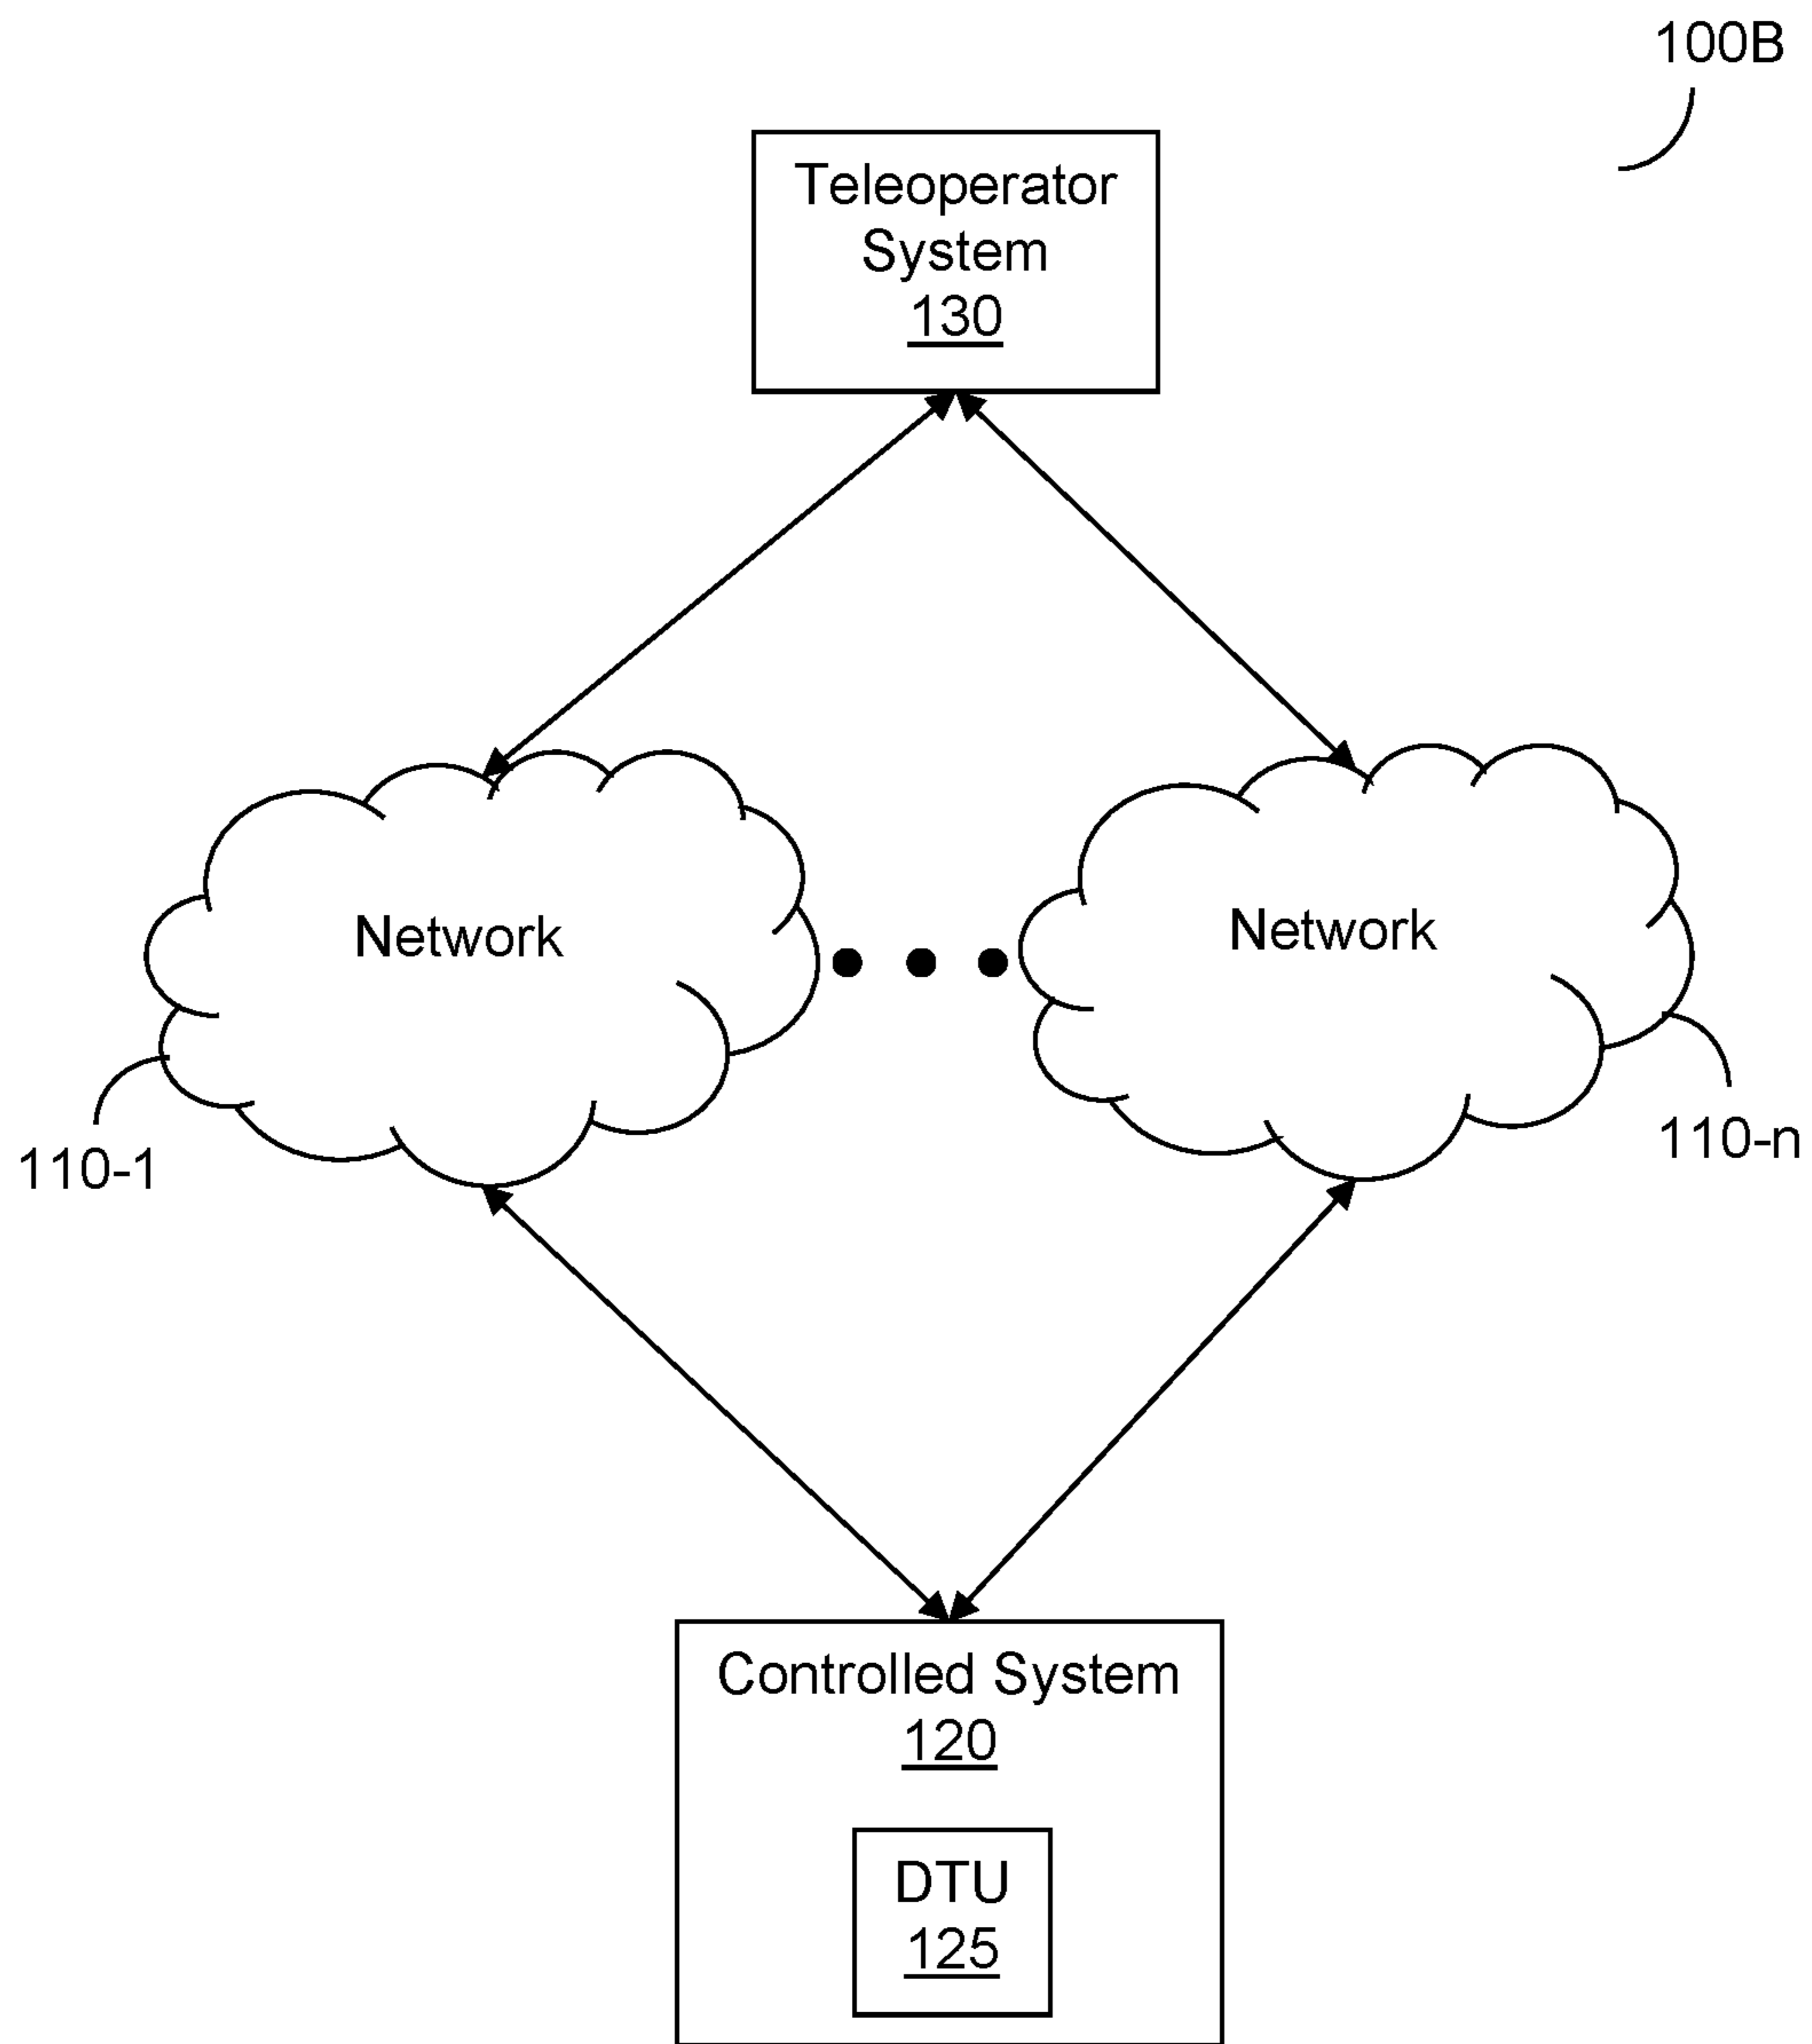 100B
Teleoperator
System
130
Network
Network
110-1
110-n
Controlled System
120
DTU
125